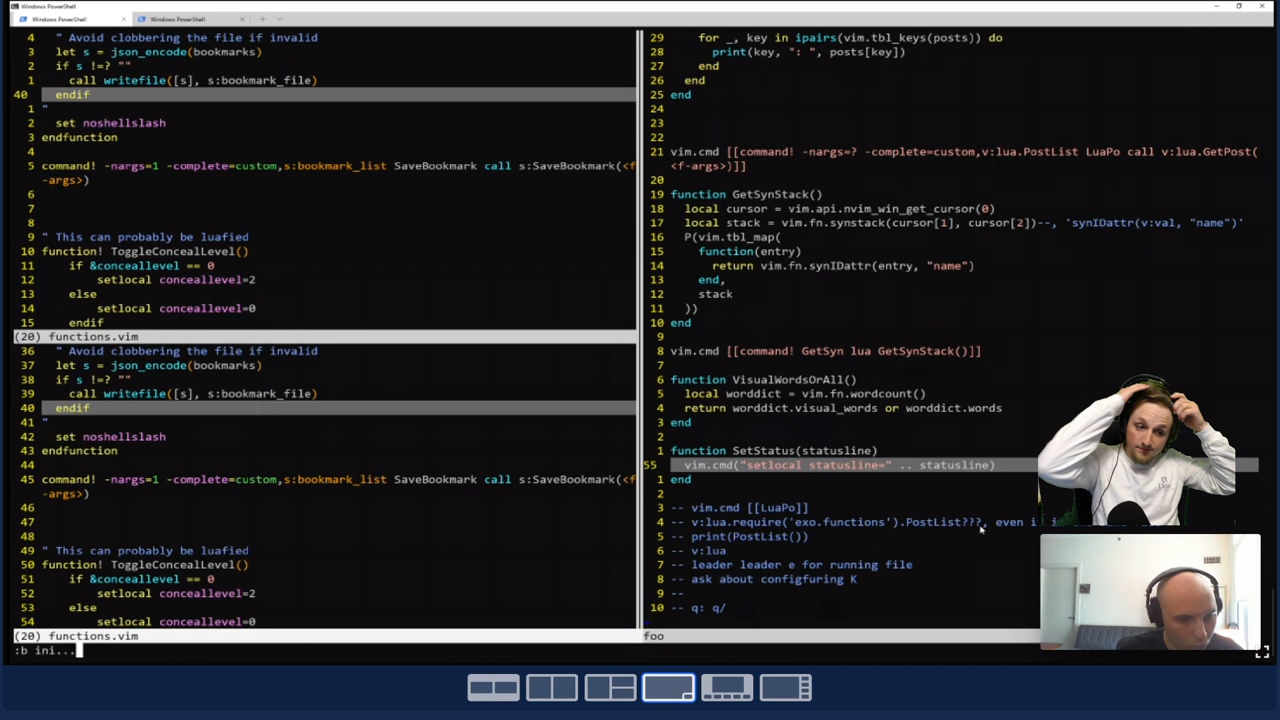 Windows PowerShell
Windows PowerShell
Windows PowerShell
4 " Avoid clobbering the file if invalid
3 let s = json_encode(bookmarks)
2 if s !=? ""
1 call writefile([s], s:bookmark_file)
40 endif
1 "
2 set noshellslash
3 endfunction
4
5 command! -nargs=1 -complete=custom,s:bookmark_list SaveBookmark call s:SaveBookmark(<f
-args>)
6
7
8
9 " This can probably be luafied
10 function! ToggleConcealLevel()
11 if &conceallevel == 0
12 setlocal conceallevel=2
13 else
14 setlocal conceallevel=0
15 endif
(20) functions.vim
36 " Avoid clobbering the file if invalid
37 let s = json_encode(bookmarks)
38 if s !=? ""
39 call writefile([s], s:bookmark_file)
40 endif
41 "
42 set noshellslash
43 endfunction
44
45 command! -nargs=1 -complete=custom,s:bookmark_list SaveBookmark call s:SaveBookmark(<f
-args>)
46
47
48
49 " This can probably be luafied
50 function! ToggleConcealLevel()
51 if &conceallevel == 0
52 setlocal conceallevel=2
53 else
54 setlocal conceallevel=0
(20) functions.vim
:b ini...
29 for _, key in ipairs(vim.tbl_keys(posts)) do
28 print(key, ": ", posts[key])
27 end
26 end
25 end
24
23
22
21 vim.cmd [[command! -nargs=? -complete=custom,v:lua.PostList LuaPo call v:lua.GetPost(
<f-args>)]]
20
19 function GetSynStack()
18 local cursor = vim.api.nvim_win_get_cursor(0)
17 local stack = vim.fn.synstack(cursor[1], cursor[2])--, 'synIDattr(v:val, "name")'
16 P(vim.tbl_map(
15 function(entry)
14 return vim.fn.synIDattr(entry, "name")
13 end,
12 stack
11 ))
10 end
9
8 vim.cmd [[command! GetSyn lua GetSynStack()]]
7
6 function VisualWordsOrAll()
5 local worddict = vim.fn.wordcount()
4 return worddict.visual_words or worddict.words
3 end
2
1 function SetStatus(statusline)
55 vim.cmd("setlocal statusline=" .. statusline)
1 end
2
3 -- vim.cmd [[LuaPo]]
4 -- v:lua.require('exo.functions').PostList???, even i
5 -- print(PostList())
6 -- v:lua
7 -- leader leader e for running file
8 -- ask about configfuring K
9 --
10 -- q: q/
foo